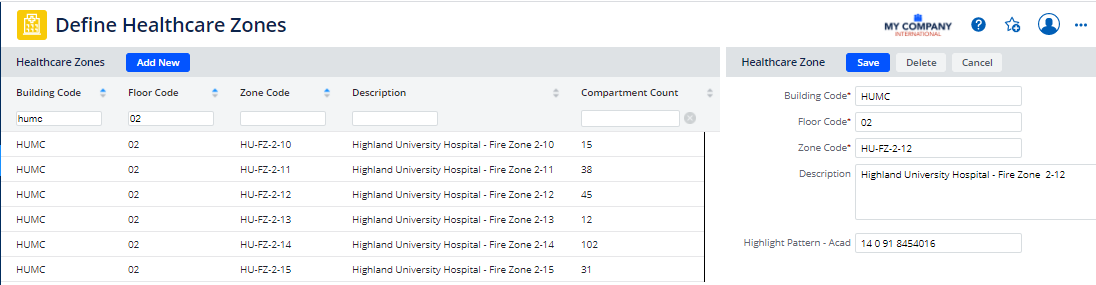 Define Healthcare Zones
MY COMPANY
INTERNATIONAL
?
Healthcare Zones Add New
Building Code Floor Code Zone Code Description Compartment Count
humc 02
HUMC 02 HU-FZ-2-10 Highland University Hospital - Fire Zone 2-10 15
HUMC 02 HU-FZ-2-11 Highland University Hospital - Fire Zone 2-11 38
HUMC 02 HU-FZ-2-12 Highland University Hospital - Fire Zone 2-12 45
HUMC 02 HU-FZ-2-13 Highland University Hospital - Fire Zone 2-13 12
HUMC 02 HU-FZ-2-14 Highland University Hospital - Fire Zone 2-14 102
HUMC 02 HU-FZ-2-15 Highland University Hospital - Fire Zone 2-15 31
Healthcare Zone Save Delete Cancel
Building Code* HUMC
Floor Code* 02
Zone Code* HU-FZ-2-12
Description Highland University Hospital - Fire Zone 2-12
Highlight Pattern - Acad 14 0 91 8454016